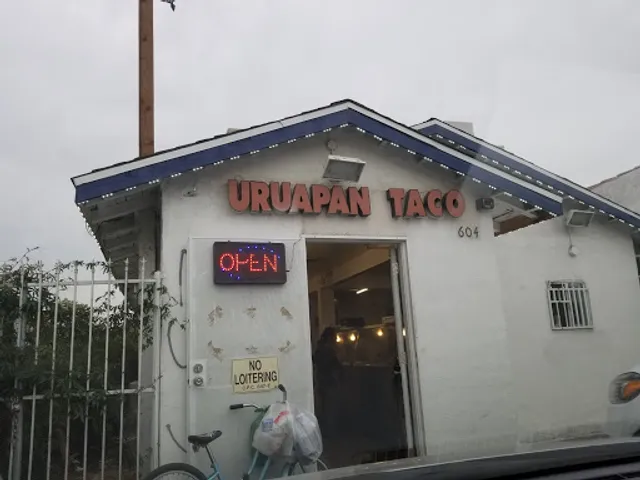 URUAPAN TACO
604
OPEN
NO
LOITERING